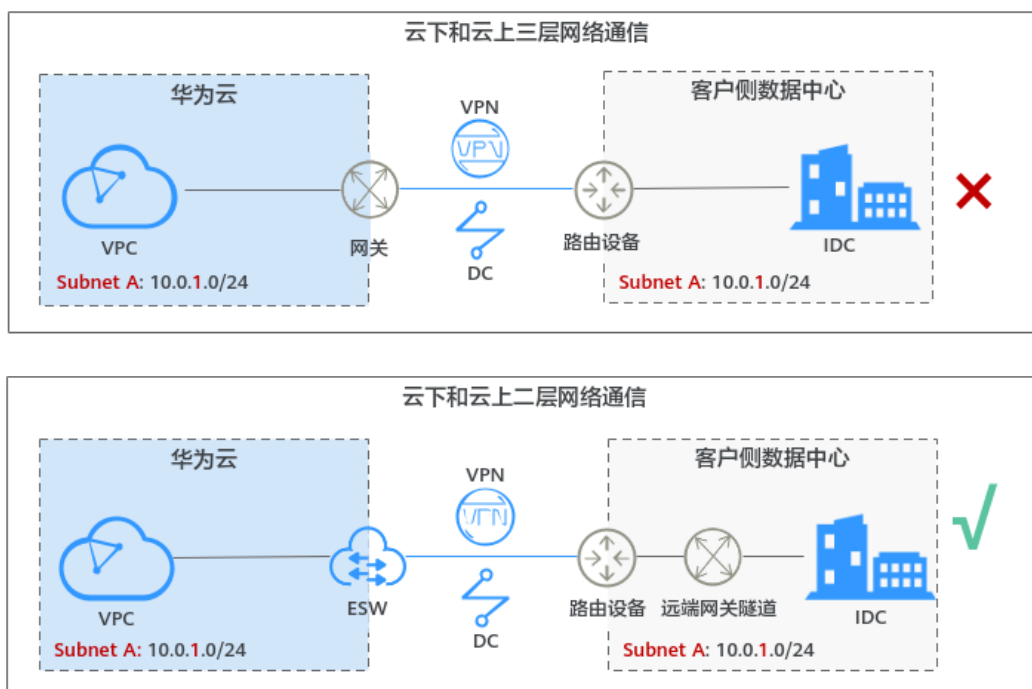 云下和云上三层网络通信
华为云
客户侧数据中心
VPN
VPN
VPC
网关
DC
路由设备
IDC
Subnet A: 10.0.1.0/24
Subnet A: 10.0.1.0/24
云下和云上二层网络通信
华为云
客户侧数据中心
VPN
VPN
VPC
ESW
DC
路由设备
远端网关隧道
IDC
Subnet A: 10.0.1.0/24
Subnet A: 10.0.1.0/24